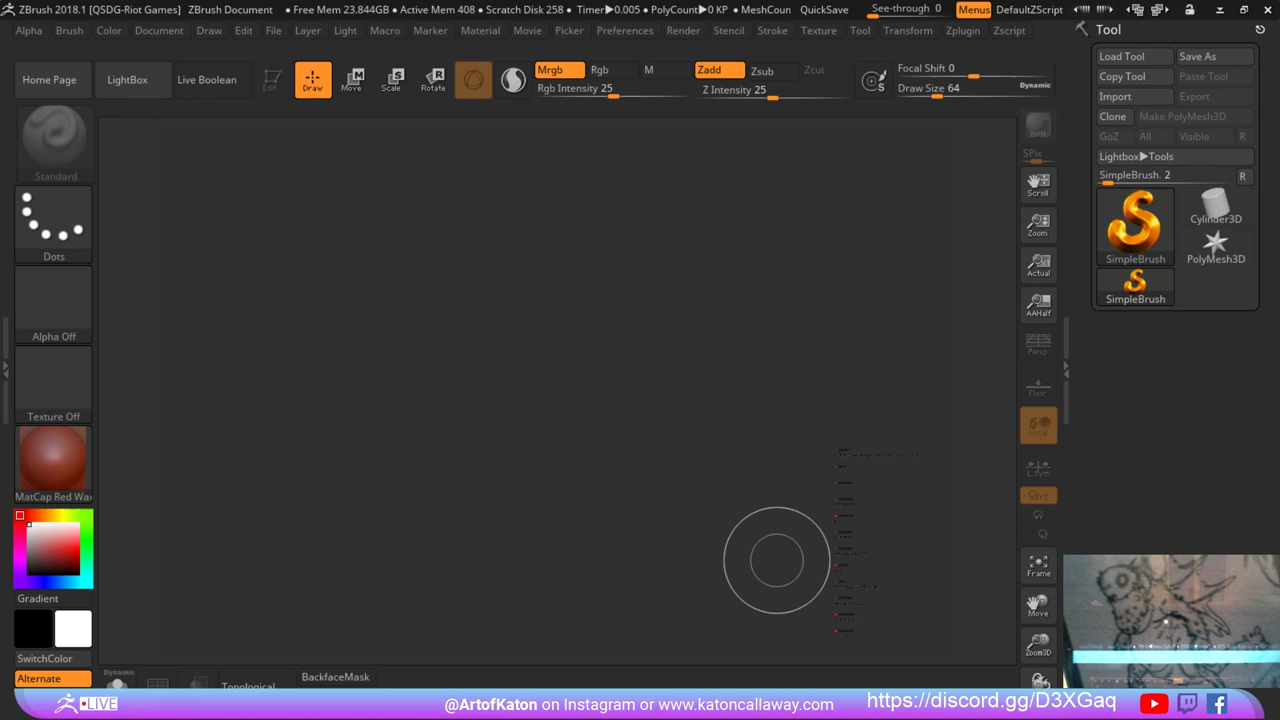 ZBrush 2018.1 [QSDG-Riot Games] ZBrush Document ● Free Mem 23.844GB ● Active Mem 408 ● Scratch Disk 258 ● Timer▶0.005 ● PolyCount▶0 KP ● MeshCoun QuickSave See-through 0 Menus DefaultZScript
Alpha Brush Color Document Draw Edit File Layer Light Macro Marker Material Movie Picker Preferences Render Stencil Stroke Texture Tool Transform Zplugin Zscript
Tool
Load Tool Save As
Copy Tool Paste Tool
Import Export
Clone Make PolyMesh3D
GoZ All Visible R
Lightbox▶Tools
SimpleBrush. 2 R
Cylinder3D
SimpleBrush PolyMesh3D
SimpleBrush
Home Page LightBox Live Boolean Edit Draw Move Scale Rotate
M S R
Mrgb Rgb M Zadd Zsub Zcut
Rgb Intensity 25 Z Intensity 25
S
Focal Shift 0
Draw Size 64 Dynamic
Standard
Dots
Alpha Off
Texture Off
MatCap Red Wax
Gradient
SwitchColor
Alternate
BPR
SPix
Scroll
Zoom
Actual
AAHalf
Persp
Floor
Local
L.Sym
XYZ
Frame
Move
Zoom3D
Dynamic
Topological
BackfaceMask
LIVE @ArtofKaton on Instagram or www.katoncallaway.com https://discord.gg/D3XGaq